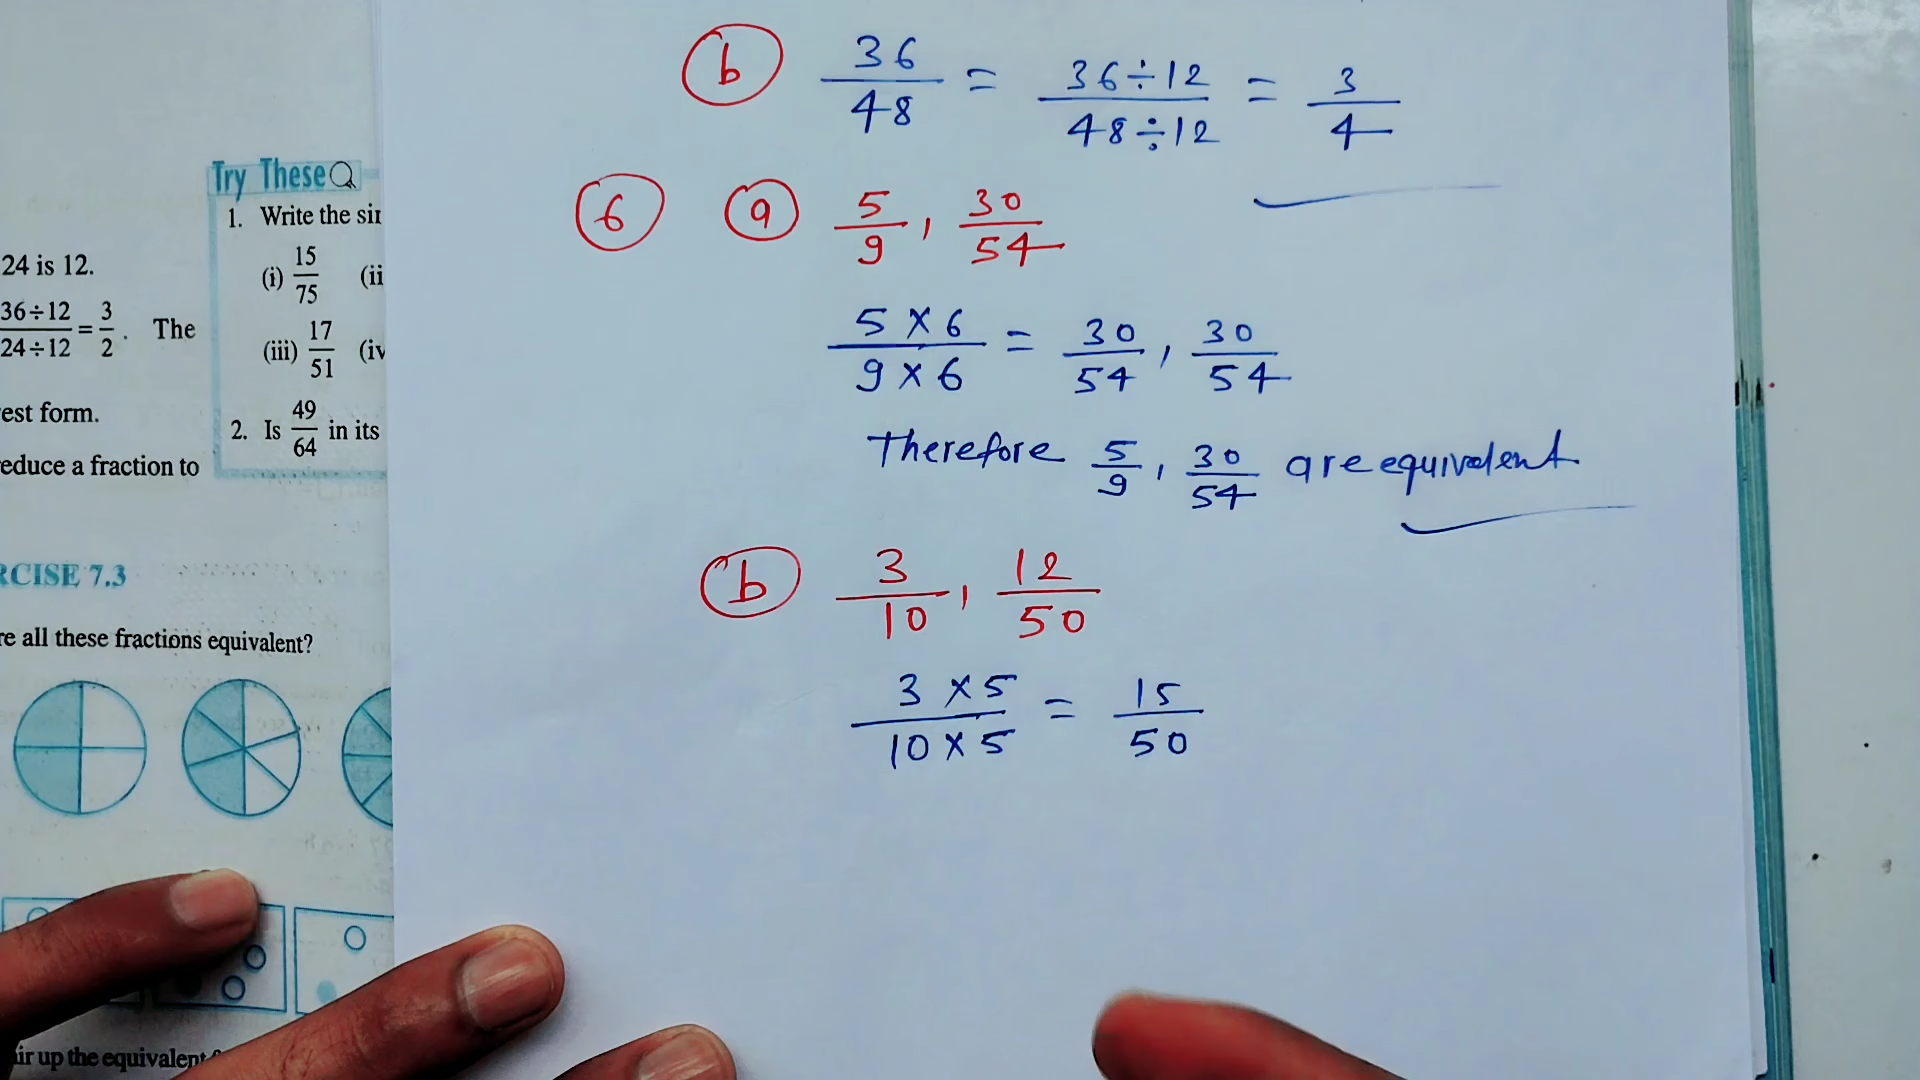 24 is 12.
36÷12/24÷12 = 3/2. The
est form.
educe a fraction to
RCISE 7.3
re all these fractions equivalent?
ir up the equivalent
Try These
1. Write the sir
(i) 15/75 (ii
(iii) 17/51 (iv
2. Is 49/64 in its
b 36/48 = 36÷12/48÷12 = 3/4
6 a 5/9, 30/54
5×6/9×6 = 30/54, 30/54
Therefore 5/9, 30/54 are equivalent
b 3/10, 12/50
3×5/10×5 = 15/50